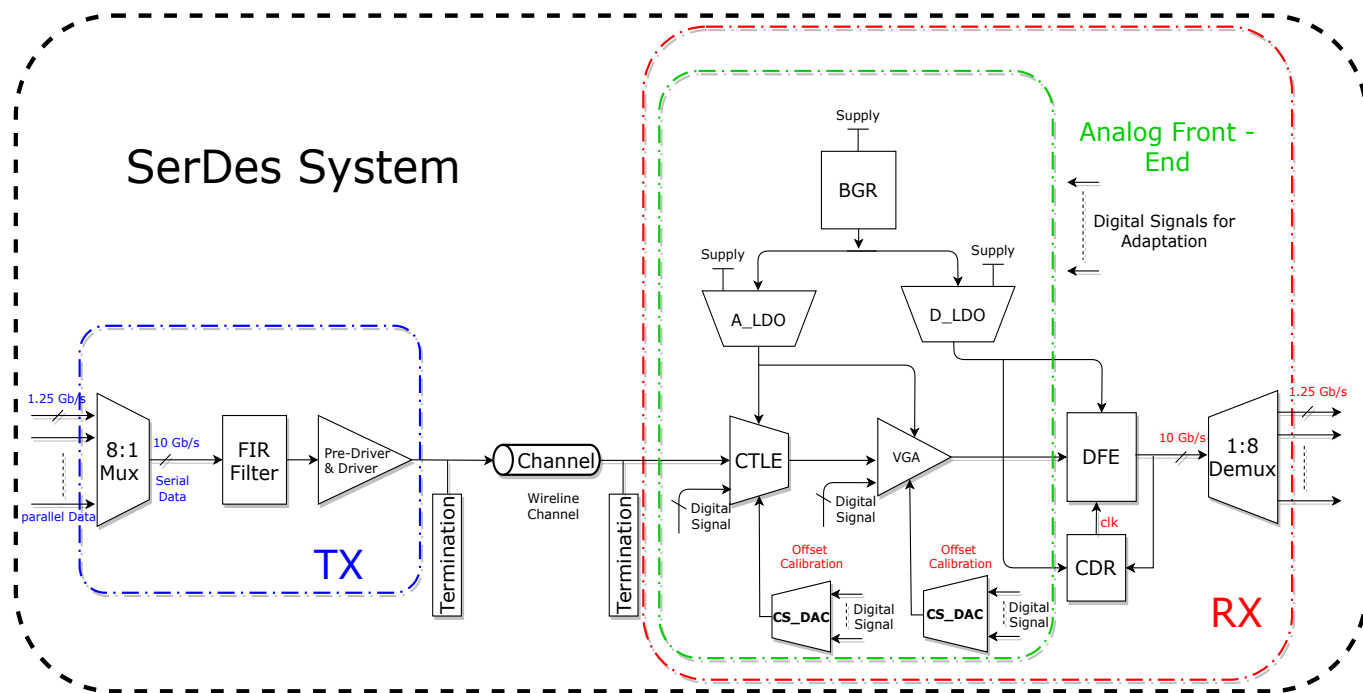 SerDes System
Analog Front -
End
Supply
BGR
Digital Signals for
Adaptation
Supply
Supply
A_LDO
D_LDO
1.25 Gb/s
8:1
Mux
parallel Data
10 Gb/s
Serial
Data
FIR
Filter
Pre-Driver
& Driver
TX
Termination
Channel
Wireline
Channel
Termination
CTLE
Digital
Signal
VGA
Digital
Signal
Offset
Calibration
CS_DAC
Digital
Signal
Offset
Calibration
CS_DAC
Digital
Signal
DFE
clk
CDR
10 Gb/s
1:8
Demux
1.25 Gb/s
RX